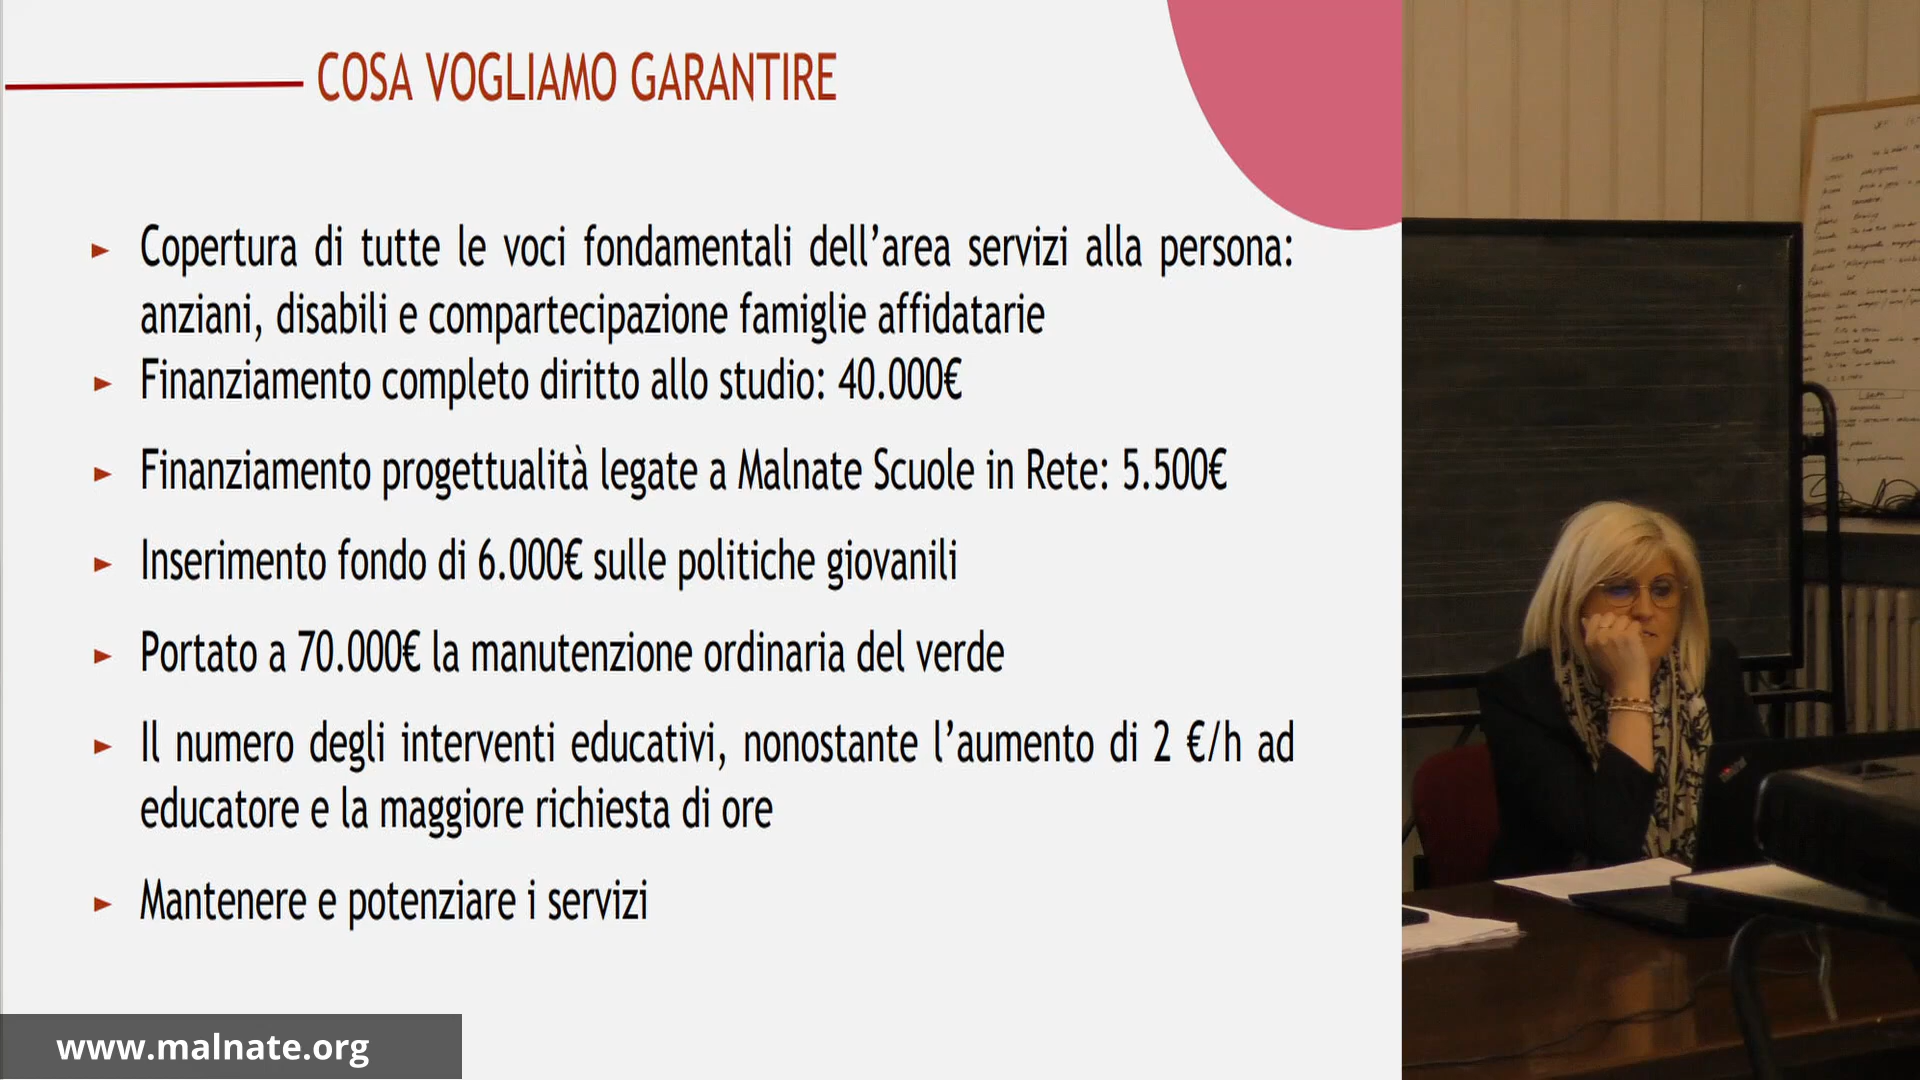 COSA VOGLIAMO GARANTIRE
► Copertura di tutte le voci fondamentali dell’area servizi alla persona:
anziani, disabili e compartecipazione famiglie affidatarie
► Finanziamento completo diritto allo studio: 40.000€
► Finanziamento progettualità legate a Malnate Scuole in Rete: 5.500€
► Inserimento fondo di 6.000€ sulle politiche giovanili
► Portato a 70.000€ la manutenzione ordinaria del verde
► Il numero degli interventi educativi, nonostante l’aumento di 2 €/h ad
educatore e la maggiore richiesta di ore
► Mantenere e potenziare i servizi
www.malnate.org